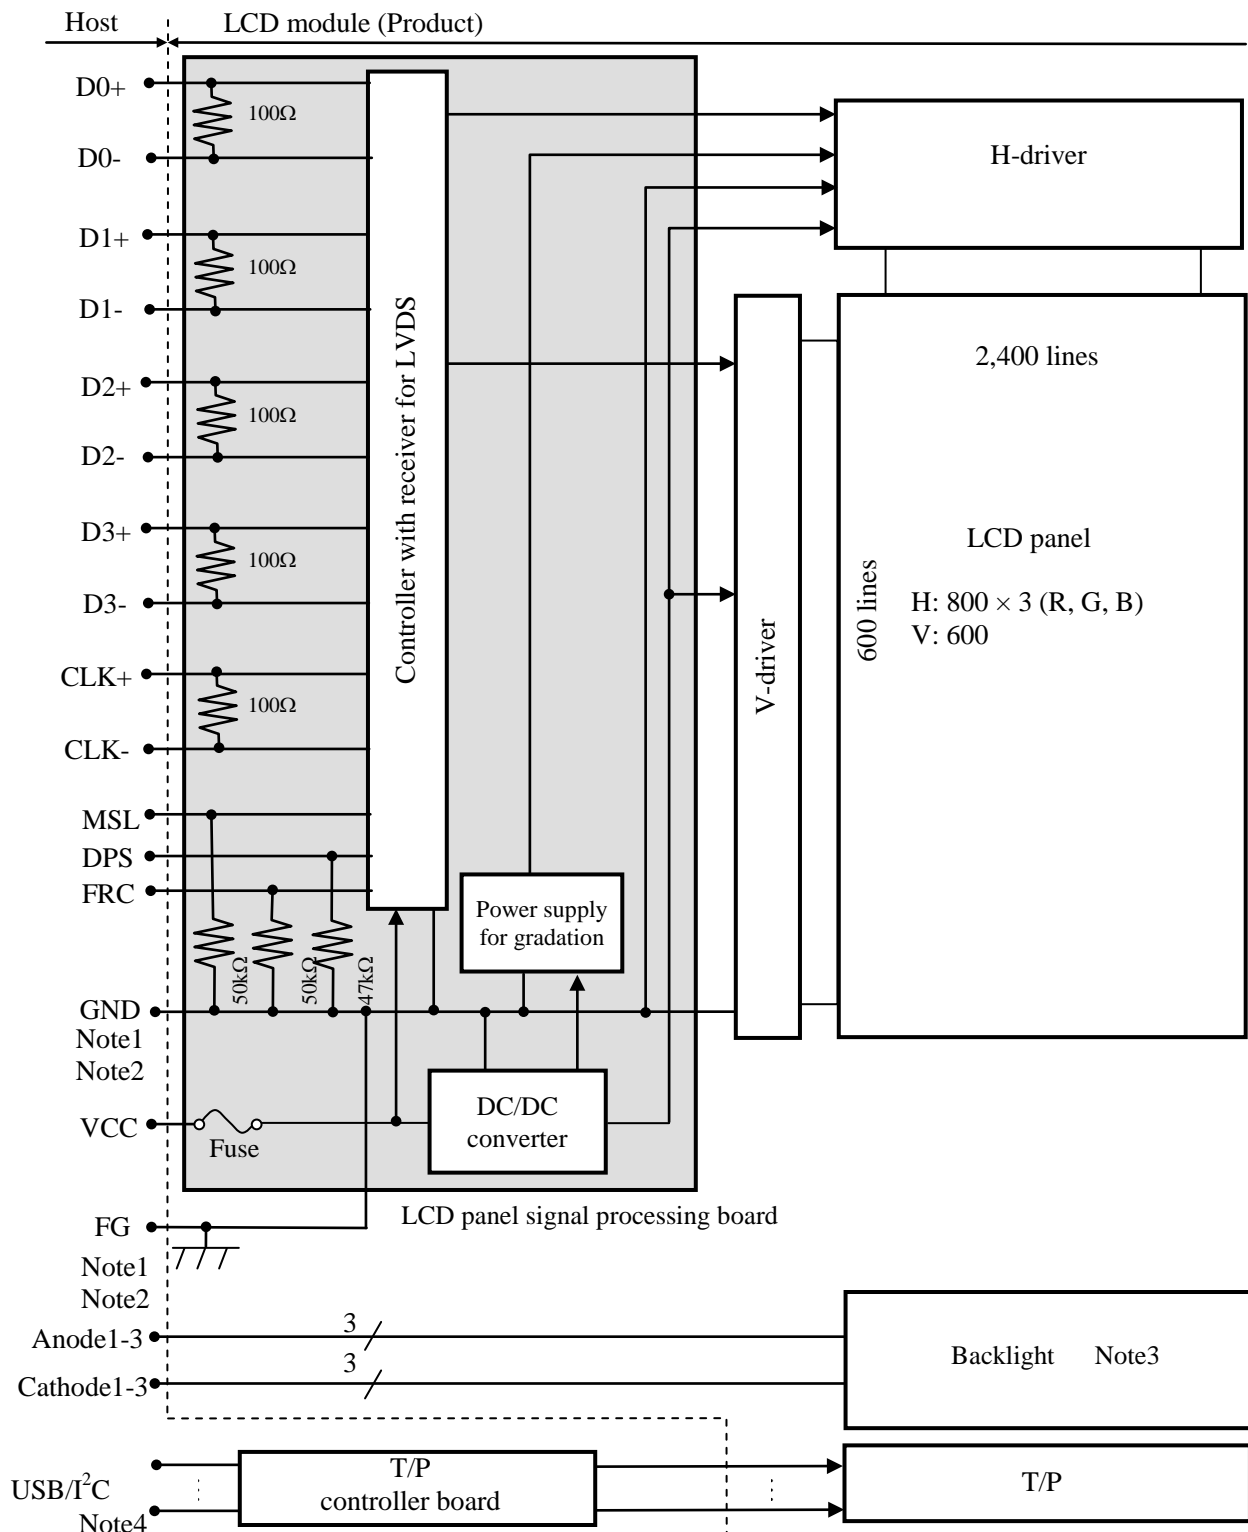 Host
LCD module (Product)
D0+
100Ω
D0-
H-driver
D1+
100Ω
D1-
D2+
100Ω
D2-
D3+
100Ω
D3-
CLK+
100Ω
CLK-
MSL
DPS
FRC
Controller with receiver for LVDS
V-driver
2,400 lines
600 lines
LCD panel
H: 800 × 3 (R, G, B)
V: 600
Power supply
for gradation
50kΩ
50kΩ
47kΩ
GND
Note1
Note2
VCC
Fuse
DC/DC
converter
LCD panel signal processing board
FG
Note1
Note2
Anode1-3
3
Cathode1-3
3
Backlight Note3
USB/I²C
Note4
T/P
controller board
T/P